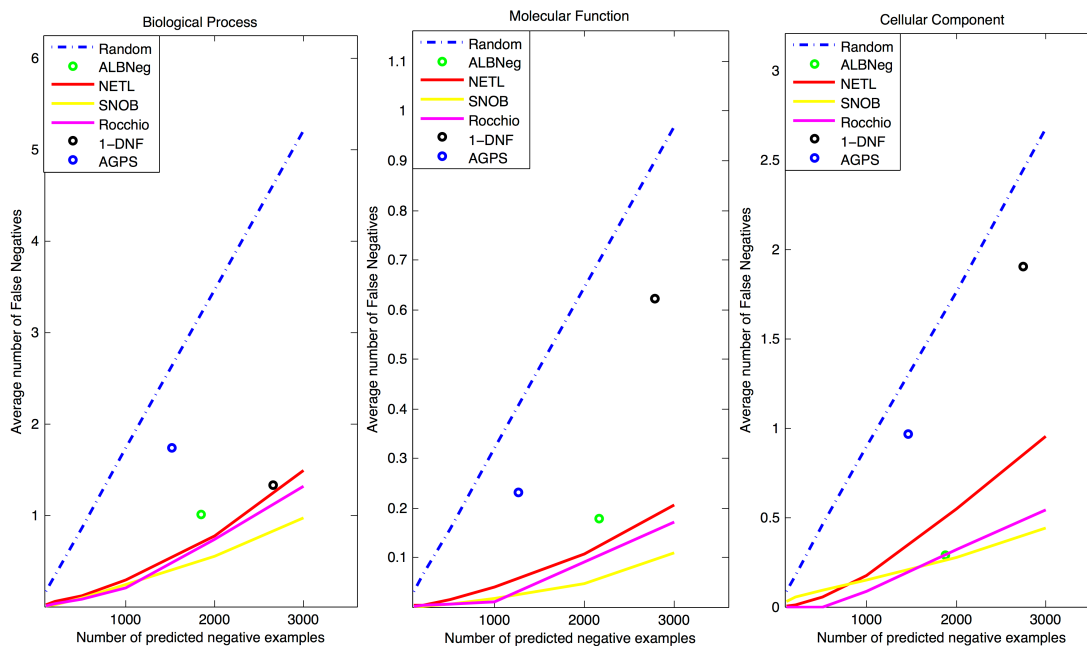 Biological Process
Average number of False Negatives
6
5
4
3
2
1
Random
ALBNeg
NETL
SNOB
Rocchio
1-DNF
AGPS
1000 2000 3000
Number of predicted negative examples
Molecular Function
Average number of False Negatives
1.1
1
0.9
0.8
0.7
0.6
0.5
0.4
0.3
0.2
0.1
Random
ALBNeg
NETL
SNOB
Rocchio
1-DNF
AGPS
1000 2000 3000
Number of predicted negative examples
Cellular Component
Average number of False Negatives
3
2.5
2
1.5
1
0.5
0
Random
ALBNeg
NETL
SNOB
Rocchio
1-DNF
AGPS
1000 2000 3000
Number of predicted negative examples